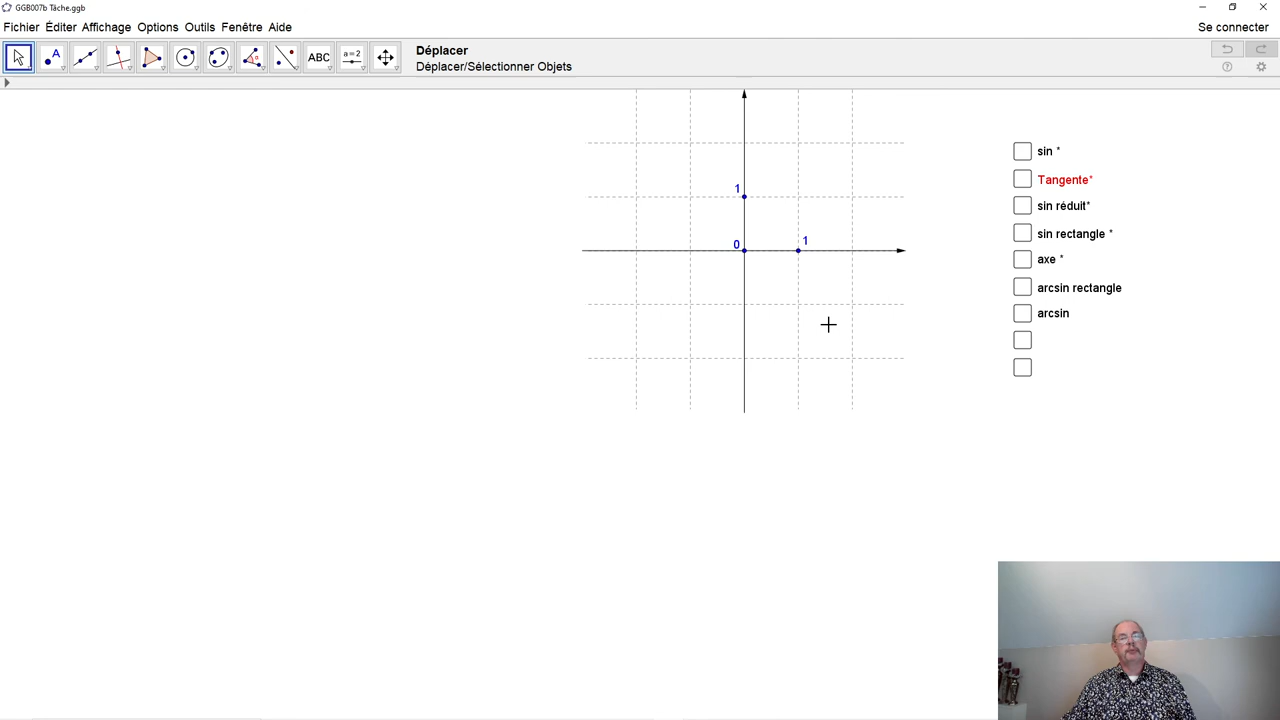 GGB007b Tâche.ggb
Fichier Éditer Affichage Options Outils Fenêtre Aide
Se connecter
A
ABC
a=2
Déplacer
Déplacer/Sélectionner Objets
1
0
1
sin *
Tangente*
sin réduit*
sin rectangle *
axe *
arcsin rectangle
arcsin